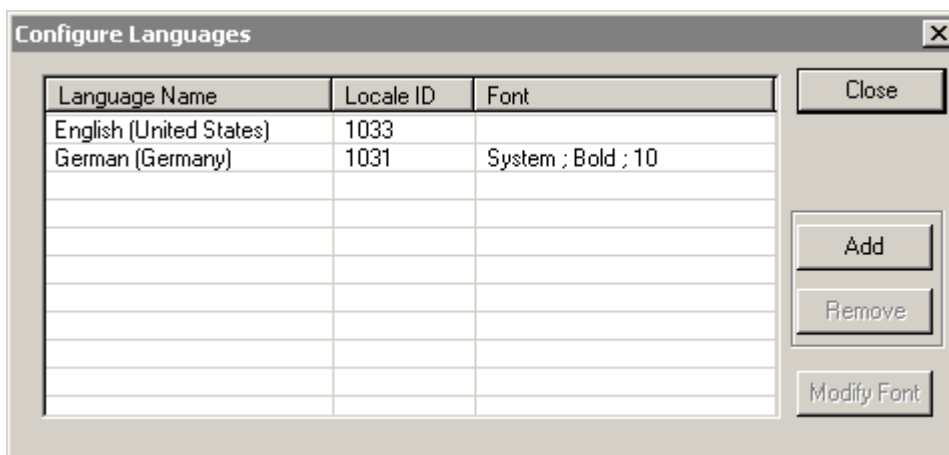 Configure Languages
Language Name Locale ID Font
English (United States) 1033
German (Germany) 1031 System ; Bold ; 10
Close
Add
Remove
Modify Font